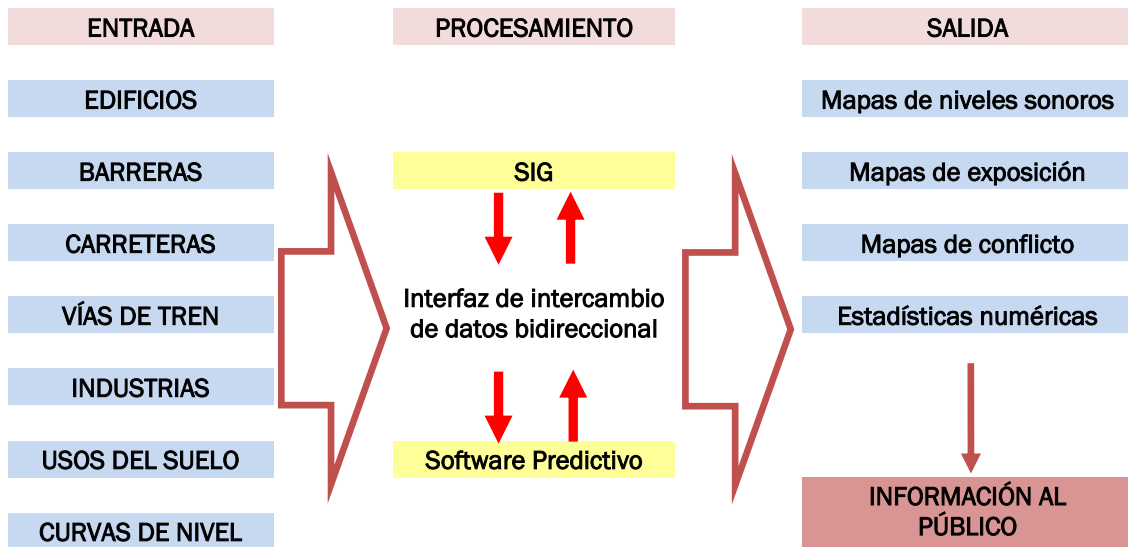 ENTRADA
EDIFICIOS
BARRERAS
CARRETERAS
VÍAS DE TREN
INDUSTRIAS
USOS DEL SUELO
CURVAS DE NIVEL
PROCESAMIENTO
SIG
Interfaz de intercambio
de datos bidireccional
Software Predictivo
SALIDA
Mapas de niveles sonoros
Mapas de exposición
Mapas de conflicto
Estadísticas numéricas
INFORMACIÓN AL
PÚBLICO